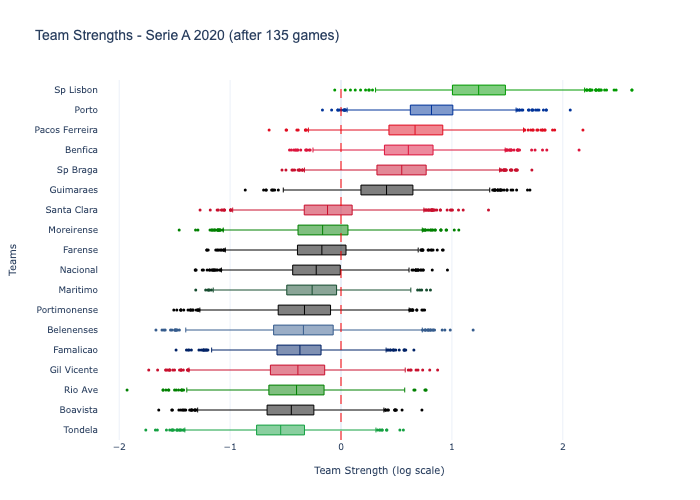 Team Strengths - Serie A 2020 (after 135 games)
Sp Lisbon
Porto
Pacos Ferreira
Benfica
Sp Braga
Guimaraes
Santa Clara
Moreirense
Farense
Nacional
Maritimo
Portimonense
Belenenses
Famalicao
Gil Vicente
Rio Ave
Boavista
Tondela
Teams
−2 −1 0 1 2
Team Strength (log scale)